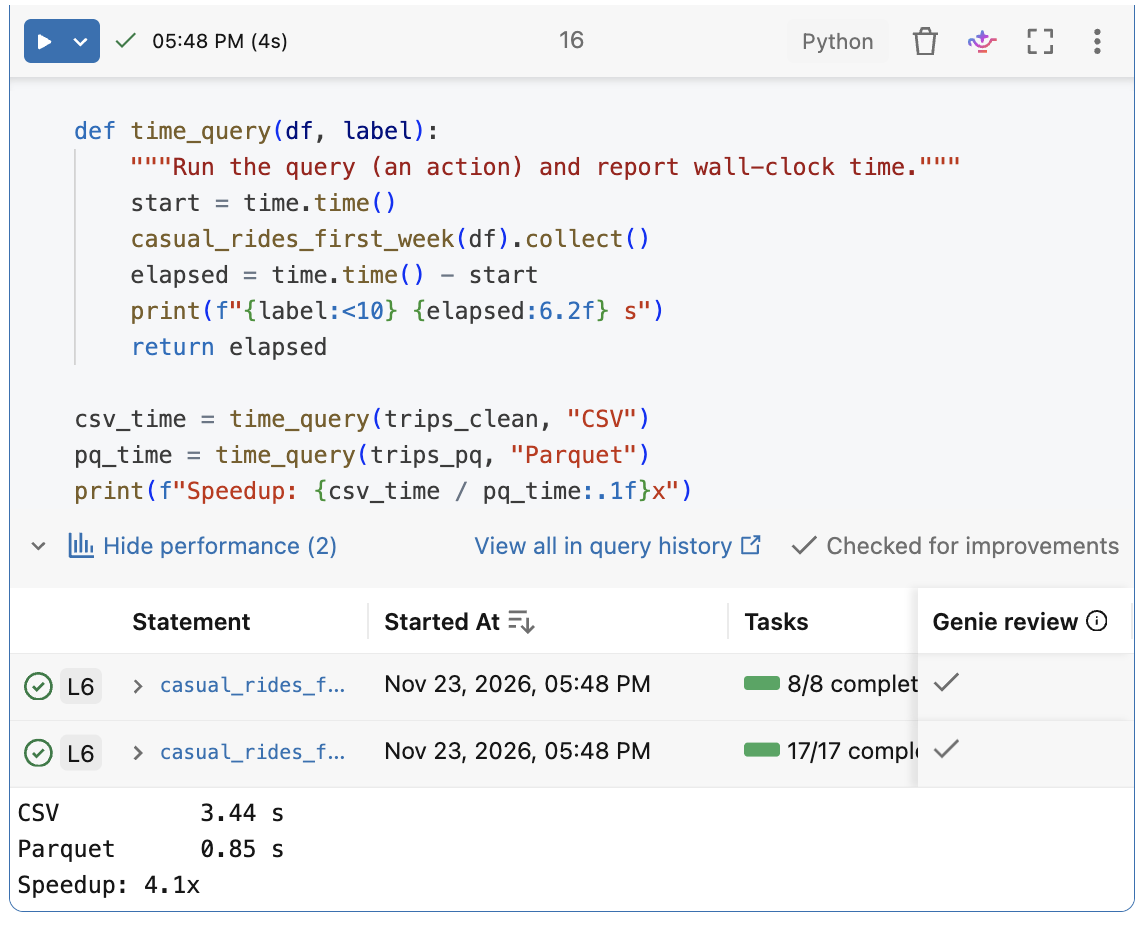 05:48 PM (4s) 16 Python
def time_query(df, label):
    """Run the query (an action) and report wall-clock time."""
    start = time.time()
    casual_rides_first_week(df).collect()
    elapsed = time.time() - start
    print(f"{label:<10} {elapsed:6.2f} s")
    return elapsed

csv_time = time_query(trips_clean, "CSV")
pq_time = time_query(trips_pq, "Parquet")
print(f"Speedup: {csv_time / pq_time:.1f}x")
Hide performance (2) View all in query history Checked for improvements
Statement Started At Tasks Genie review
L6 casual_rides_f... Nov 23, 2026, 05:48 PM 8/8 complet
L6 casual_rides_f... Nov 23, 2026, 05:48 PM 17/17 comple
CSV 3.44 s
Parquet 0.85 s
Speedup: 4.1x